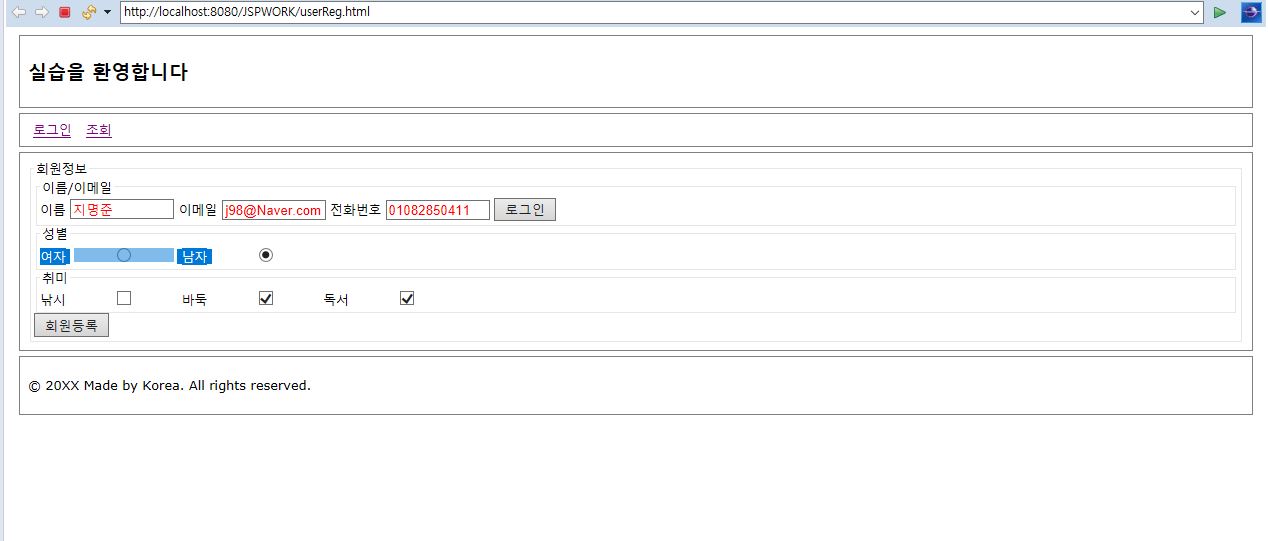 http://localhost:8080/JSPWORK/userReg.html
실습을 환영합니다
로그인 조회
회원정보
이름/이메일
이름 지명준 이메일 j98@Naver.com 전화번호 01082850411 로그인
성별
여자 남자
취미
낚시 바둑 독서
회원등록
© 20XX Made by Korea. All rights reserved.